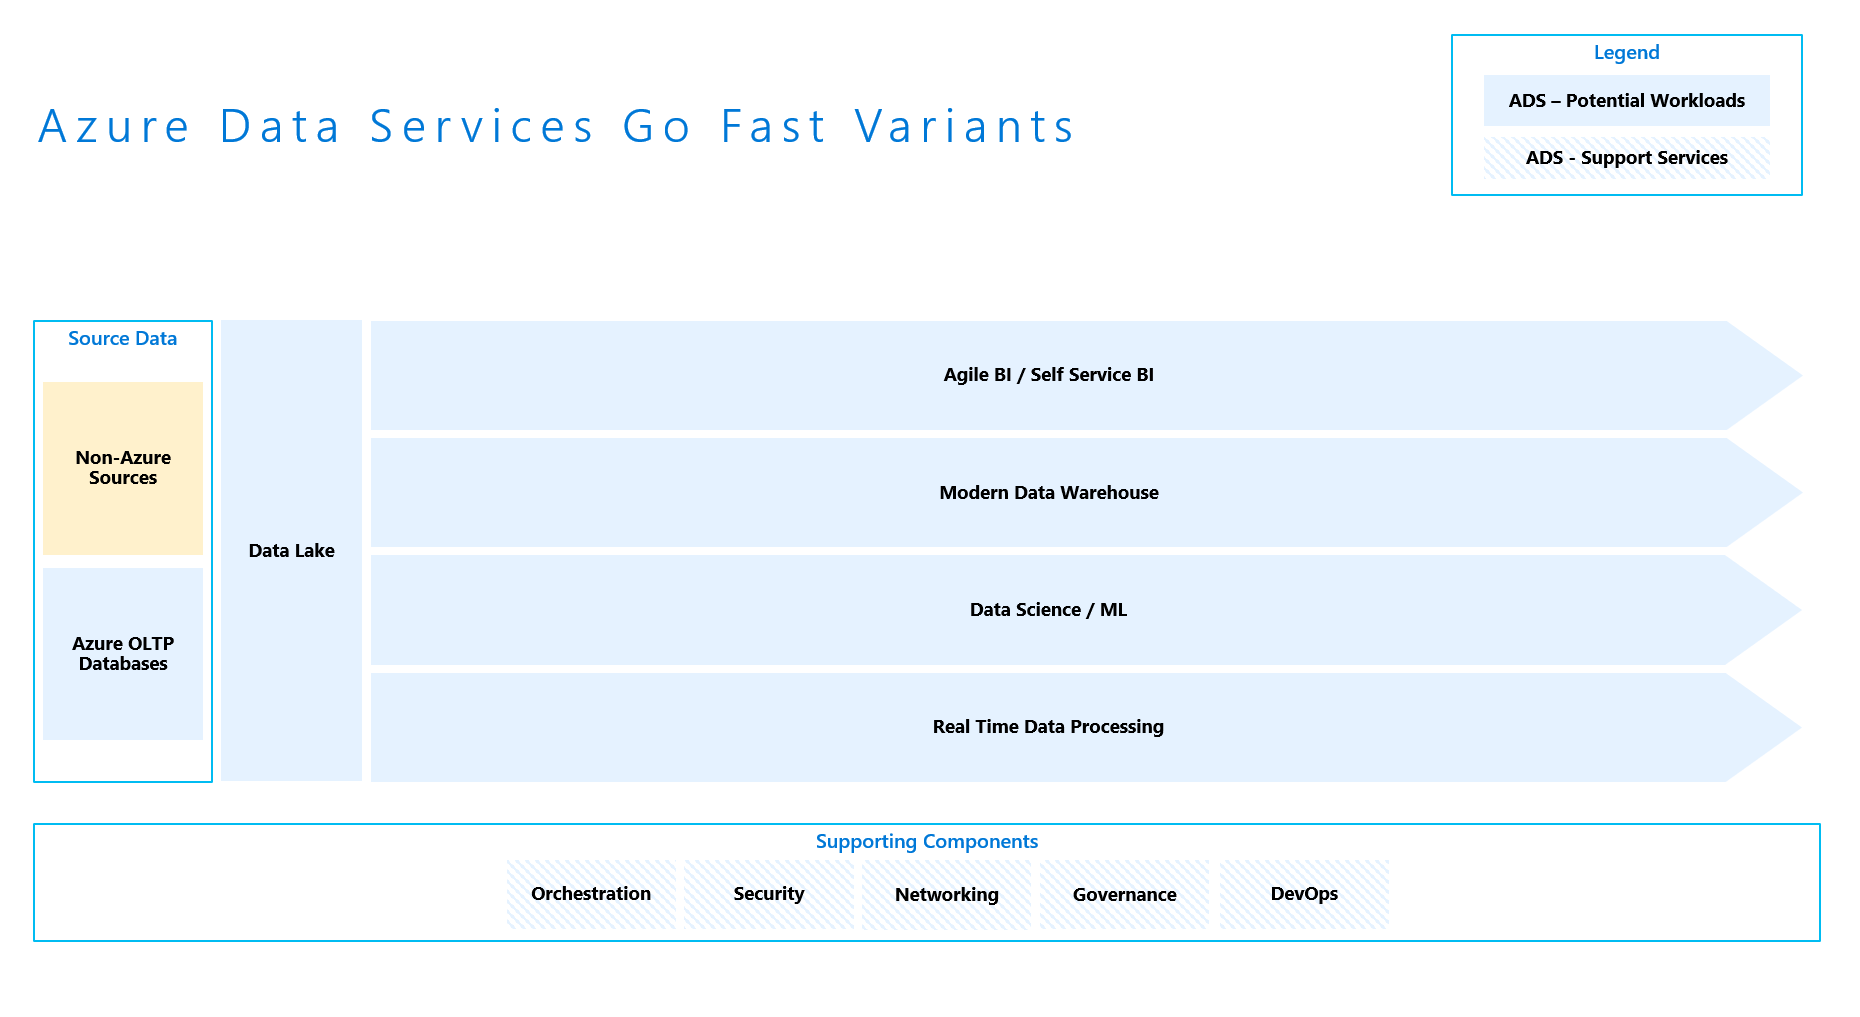 Azure Data Services Go Fast Variants
Legend
ADS – Potential Workloads
ADS - Support Services
Source Data
Non-Azure
Sources
Azure OLTP
Databases
Data Lake
Agile BI / Self Service BI
Modern Data Warehouse
Data Science / ML
Real Time Data Processing
Supporting Components
Orchestration
Security
Networking
Governance
DevOps